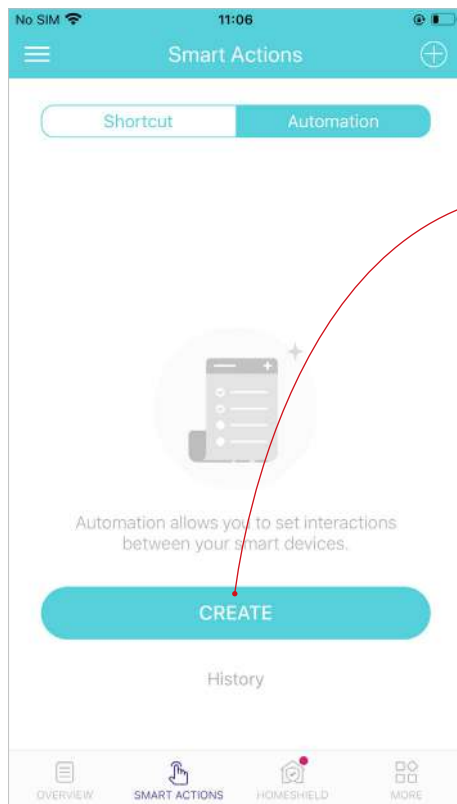 No SIM 11:06
Smart Actions
Shortcut Automation
Automation allows you to set interactions
between your smart devices.
CREATE
History
OVERVIEW SMART ACTIONS HOMESHIELD MORE